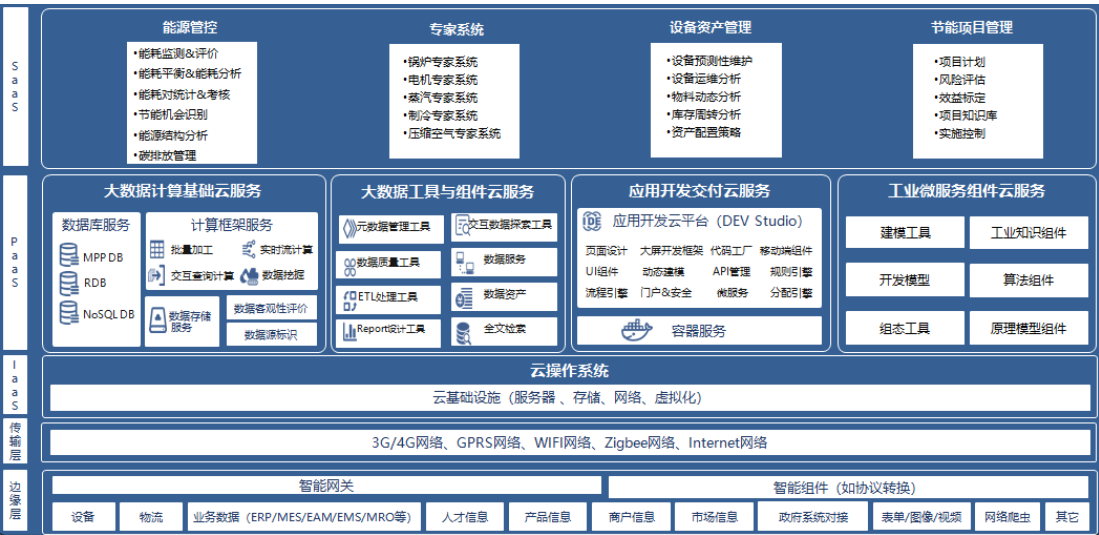 SaaS
能源管控
•能耗监测&评价
•能耗平衡&能耗分析
•能耗对统计&考核
•节能机会识别
•能源结构分析
•碳排放管理
专家系统
•锅炉专家系统
•电机专家系统
•蒸汽专家系统
•制冷专家系统
•压缩空气专家系统
设备资产管理
•设备预测性维护
•设备运维分析
•物料动态分析
•库存周转分析
•资产配置策略
节能项目管理
•项目计划
•风险评估
•效益标定
•项目知识库
•实施控制
PaaS
大数据计算基础云服务
数据库服务
MPP DB
RDB
NoSQL DB
计算框架服务
批量加工
实时流计算
交互查询计算
数据挖掘
数据存储
服务
数据客观性评价
数据源标识
大数据工具与组件云服务
元数据管理工具
交互数据探索工具
数据质量工具
数据服务
ETL处理工具
数据资产
Report设计工具
全文检索
应用开发交付云服务
应用开发云平台（DEV Studio）
页面设计 大屏开发框架 代码工厂 移动端组件
UI组件 动态建模 API管理 规则引擎
流程引擎 门户&安全 微服务 分配引擎
容器服务
工业微服务组件云服务
建模工具
工业知识组件
开发模型
算法组件
组态工具
原理模型组件
IaaS
云操作系统
云基础设施（服务器 、存储、网络、虚拟化）
传输层
3G/4G网络、GPRS网络、WIFI网络、Zigbee网络、Internet网络
边缘层
智能网关
智能组件（如协议转换）
设备
物流
业务数据（ERP/MES/EAM/EMS/MRO等）
人才信息
产品信息
商户信息
市场信息
政府系统对接
表单/图像/视频
网络爬虫
其它